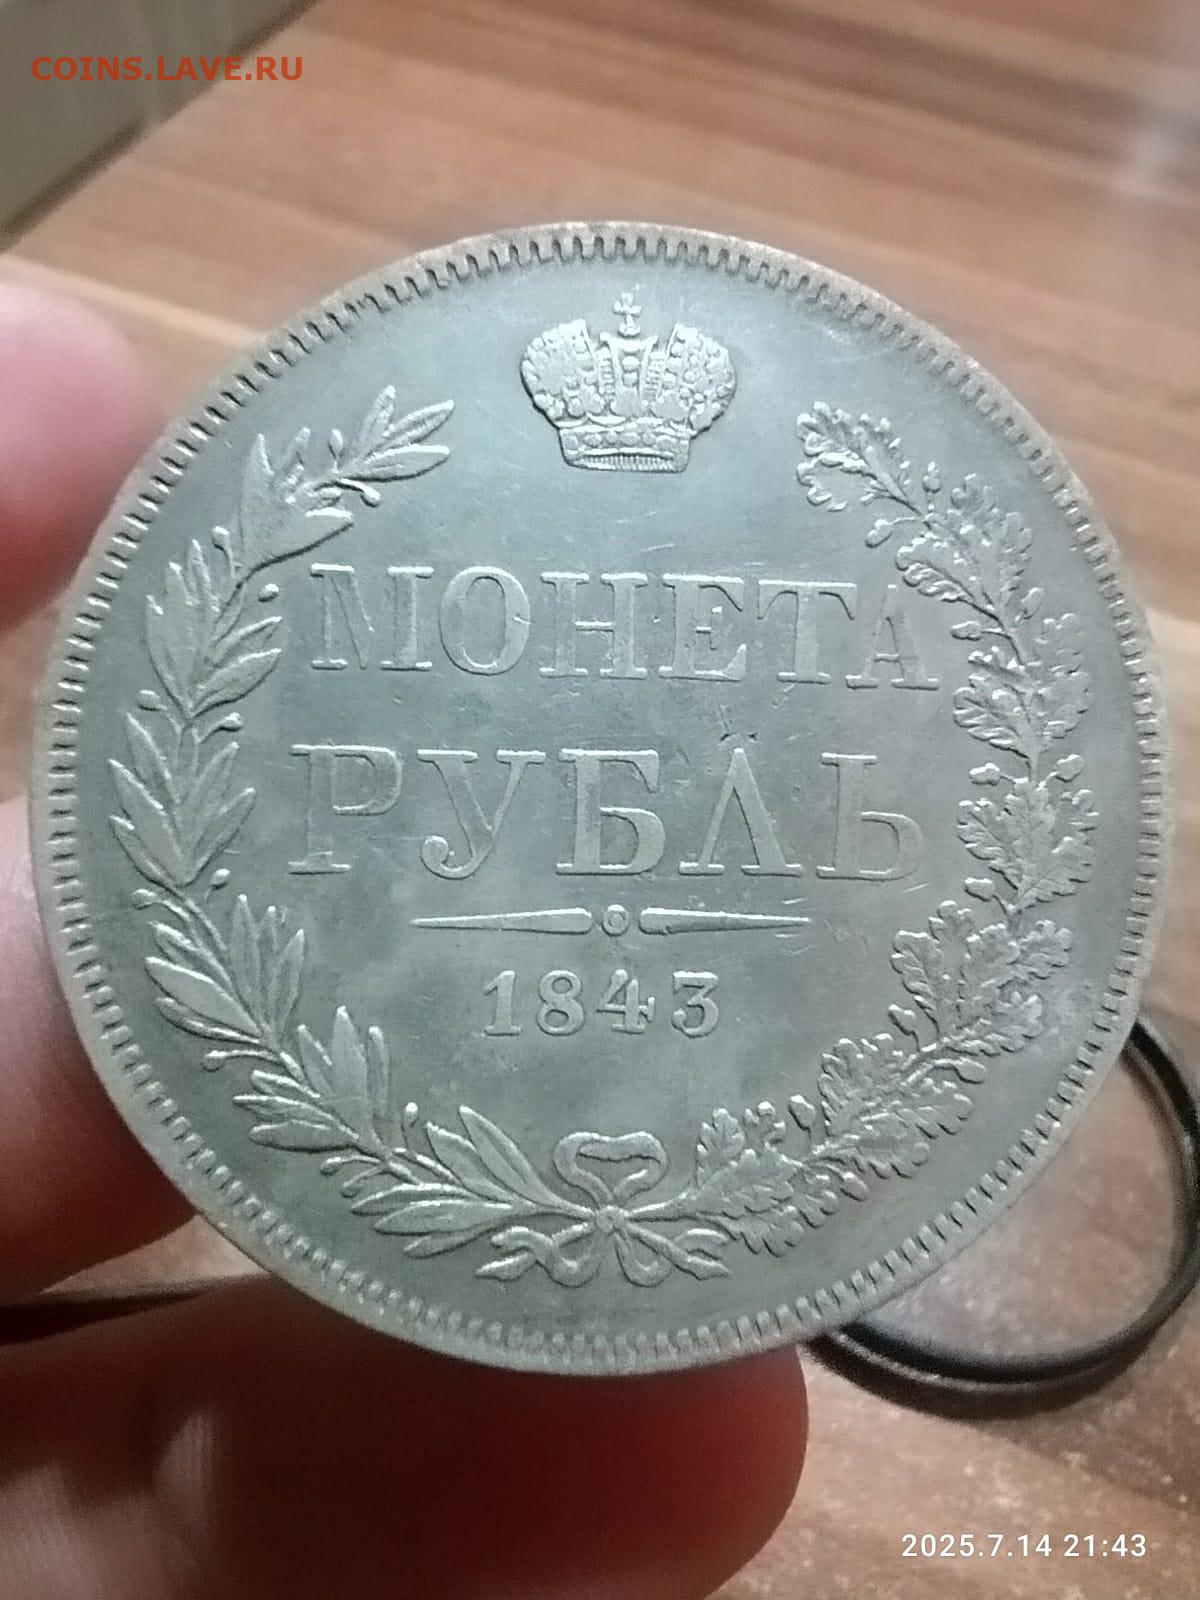 COINS.LAVE.RU
МОНЕТА
РУБЛЬ
1843
2025.7.14 21:43